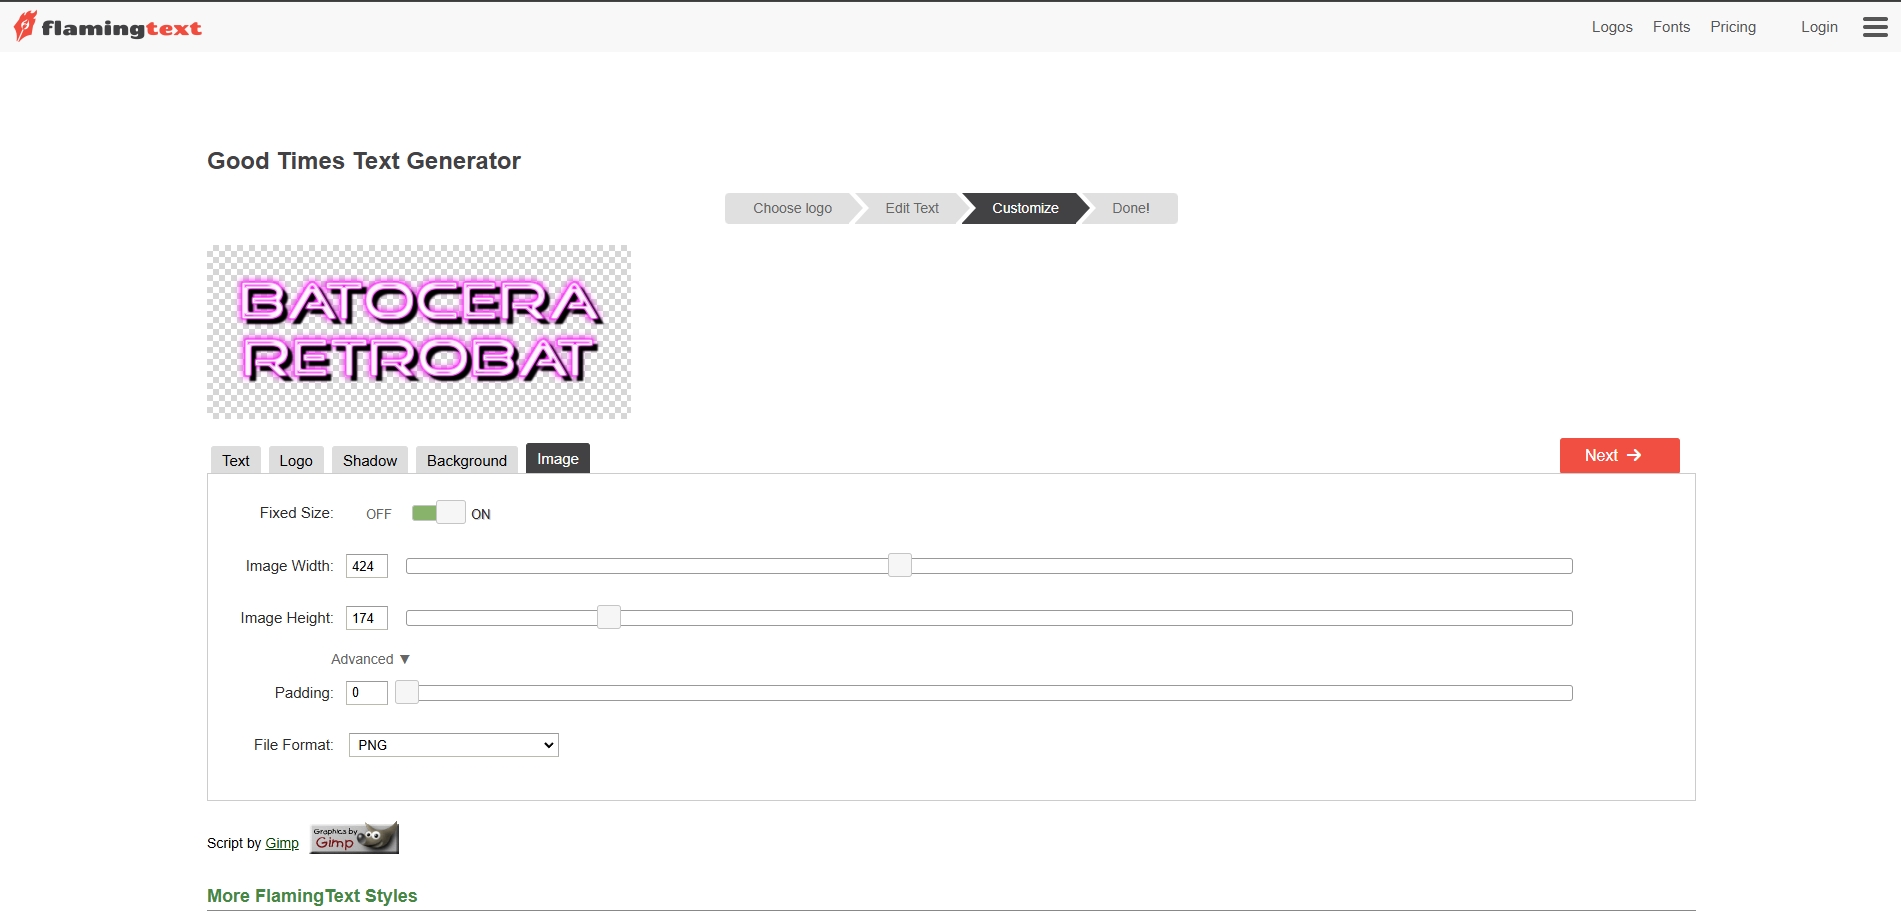 flamingtext
Logos Fonts Pricing Login
Good Times Text Generator
Choose logo Edit Text Customize Done!
BATOCERA
RETROBAT
Text Logo Shadow Background Image
Next →
Fixed Size: OFF ON
Image Width: 424
Image Height: 174
Advanced ▼
Padding: 0
File Format: PNG
Script by Gimp
Graphics by
Gimp
More FlamingText Styles